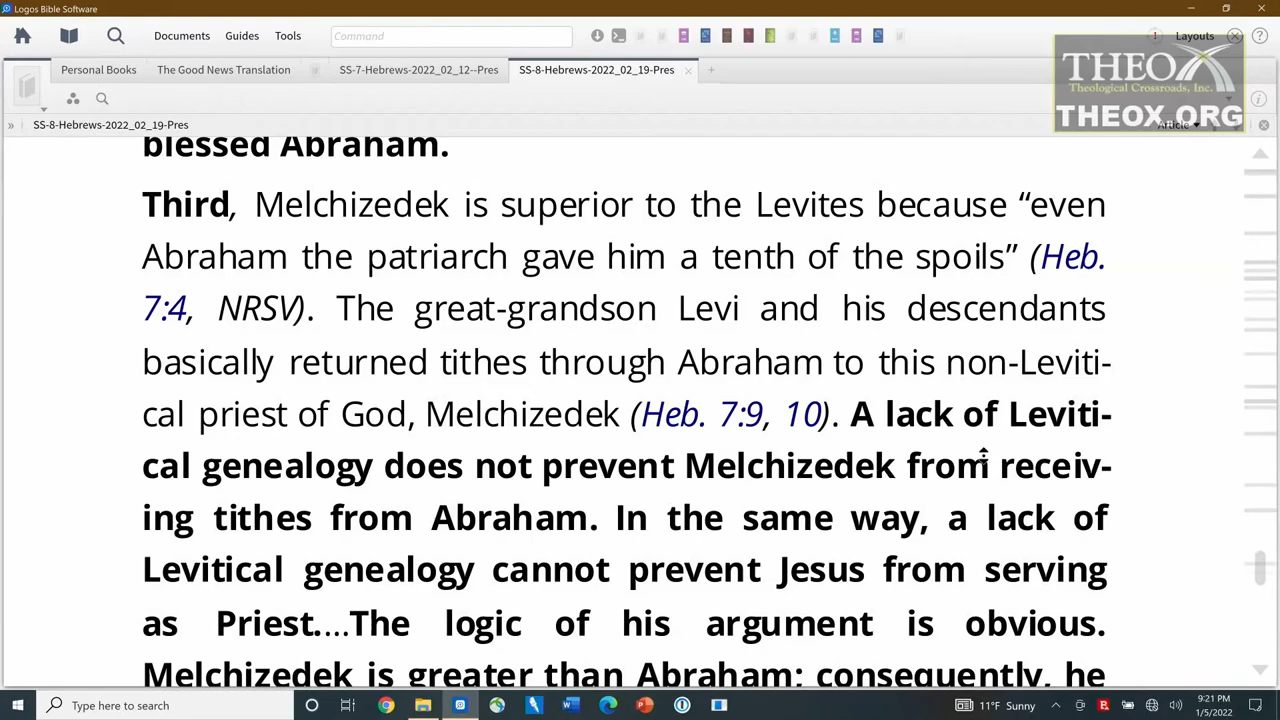 Logos Bible Software
Documents Guides Tools Command Layouts
Personal Books The Good News Translation SS-7-Hebrews-2022_02_12--Pres SS-8-Hebrews-2022_02_19-Pres
THEOX
Theological Crossroads, Inc.
THEOX.ORG
SS-8-Hebrews-2022_02_19-Pres Article
blessed Abraham.
Third, Melchizedek is superior to the Levites because “even
Abraham the patriarch gave him a tenth of the spoils” (Heb.
7:4, NRSV). The great-grandson Levi and his descendants
basically returned tithes through Abraham to this non-Leviti-
cal priest of God, Melchizedek (Heb. 7:9, 10). A lack of Leviti-
cal genealogy does not prevent Melchizedek from receiv-
ing tithes from Abraham. In the same way, a lack of
Levitical genealogy cannot prevent Jesus from serving
as Priest....The logic of his argument is obvious.
Melchizedek is greater than Abraham; consequently, he
Type here to search 11°F Sunny 9:21 PM
1/5/2022